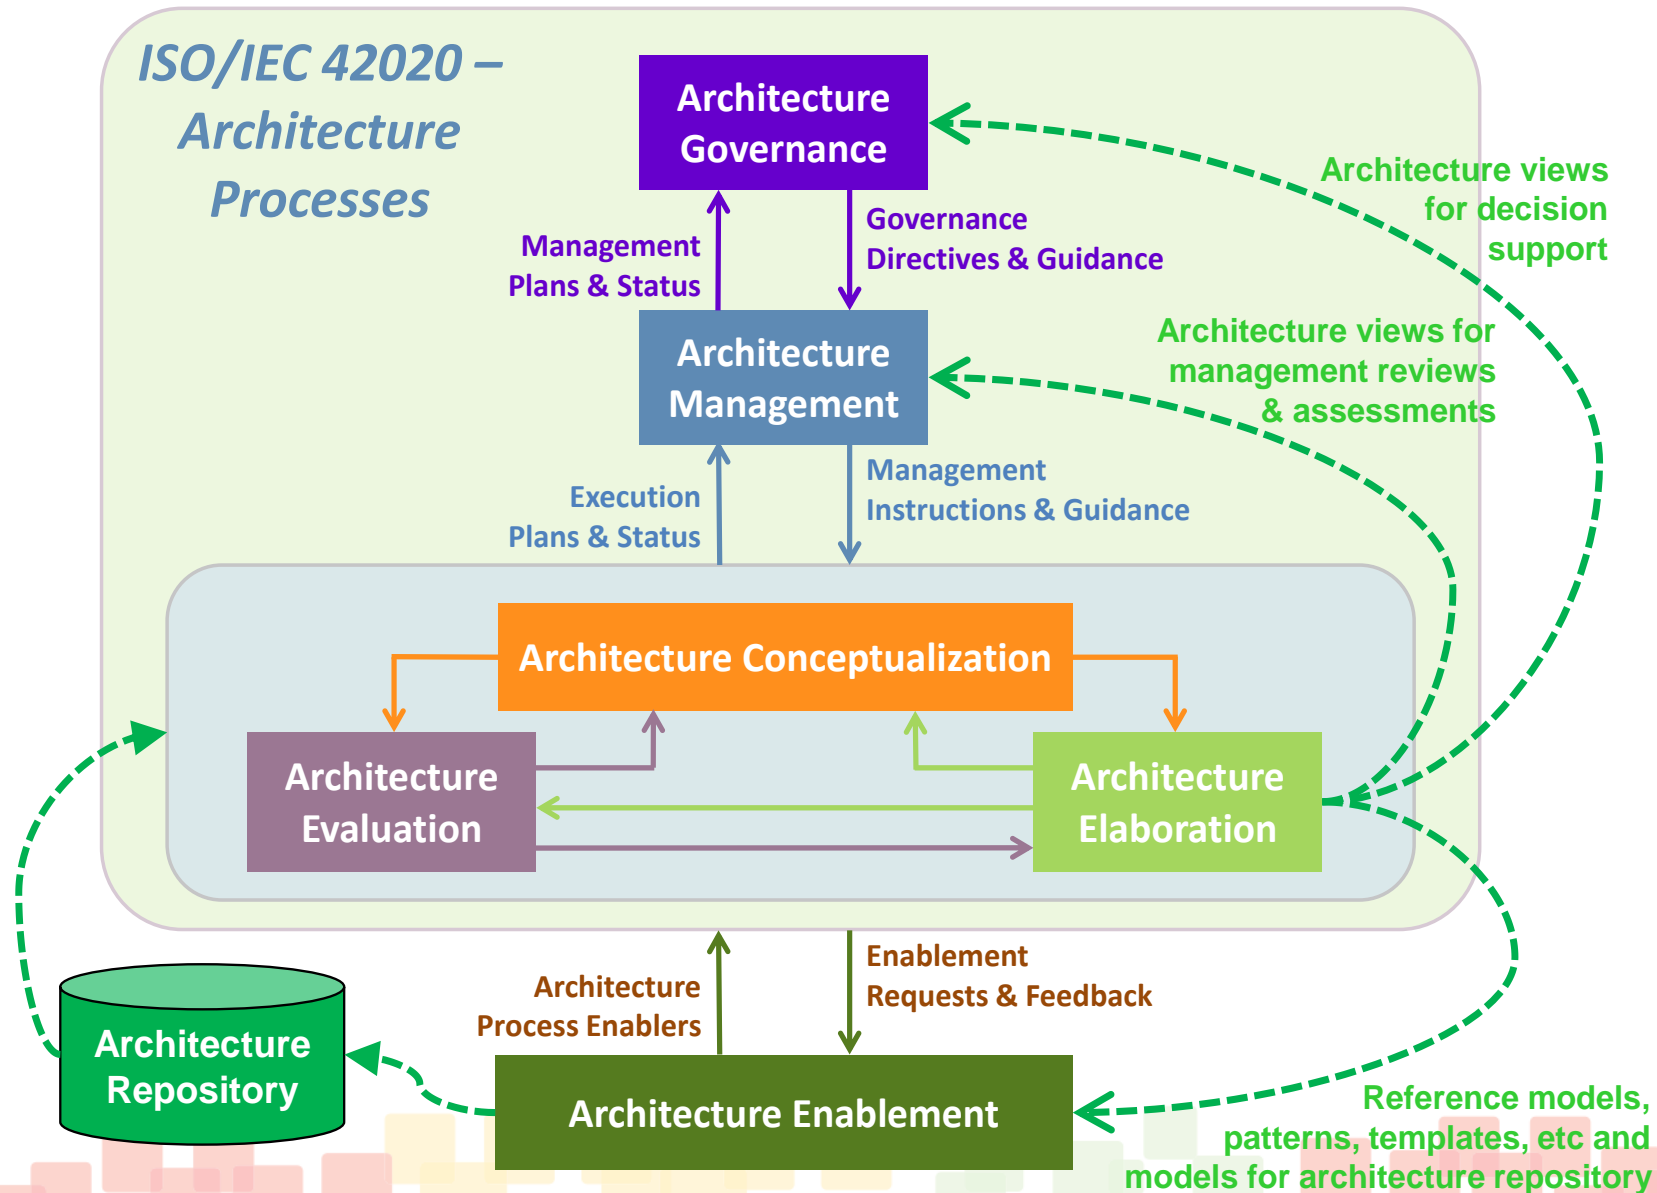 ISO/IEC 42020 –
Architecture
Processes
Architecture
Governance
Architecture views
for decision
support
Management
Plans & Status
Governance
Directives & Guidance
Architecture
Management
Architecture views for
management reviews
& assessments
Execution
Plans & Status
Management
Instructions & Guidance
Architecture Conceptualization
Architecture
Evaluation
Architecture
Elaboration
Architecture
Process Enablers
Enablement
Requests & Feedback
Architecture
Repository
Architecture Enablement
Reference models,
patterns, templates, etc and
models for architecture repository